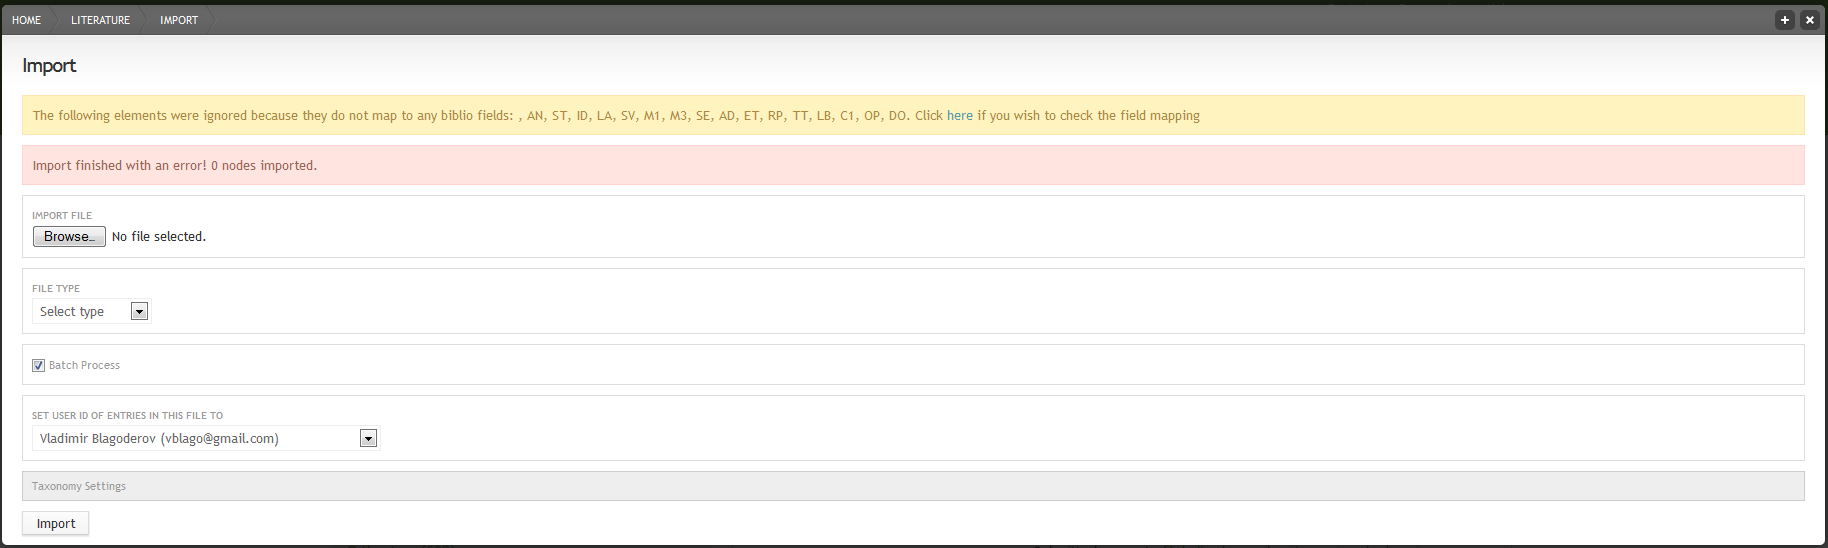 HOME LITERATURE IMPORT
Import
The following elements were ignored because they do not map to any biblio fields: , AN, ST, ID, LA, SV, M1, M3, SE, AD, ET, RP, TT, LB, C1, OP, DO. Click here if you wish to check the field mapping
Import finished with an error! 0 nodes imported.
IMPORT FILE
Browse... No file selected.
FILE TYPE
Select type
Batch Process
SET USER ID OF ENTRIES IN THIS FILE TO
Vladimir Blagoderov (vblago@gmail.com)
Taxonomy Settings
Import